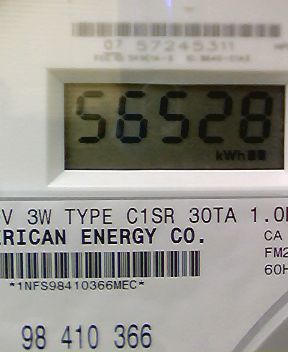 07 57245311
56528
kWh
V 3W TYPE C1SR 30TA 1.0
ERICAN ENERGY CO.
CA
FM2
60H
*1NFS98410366MEC*
98 410 366